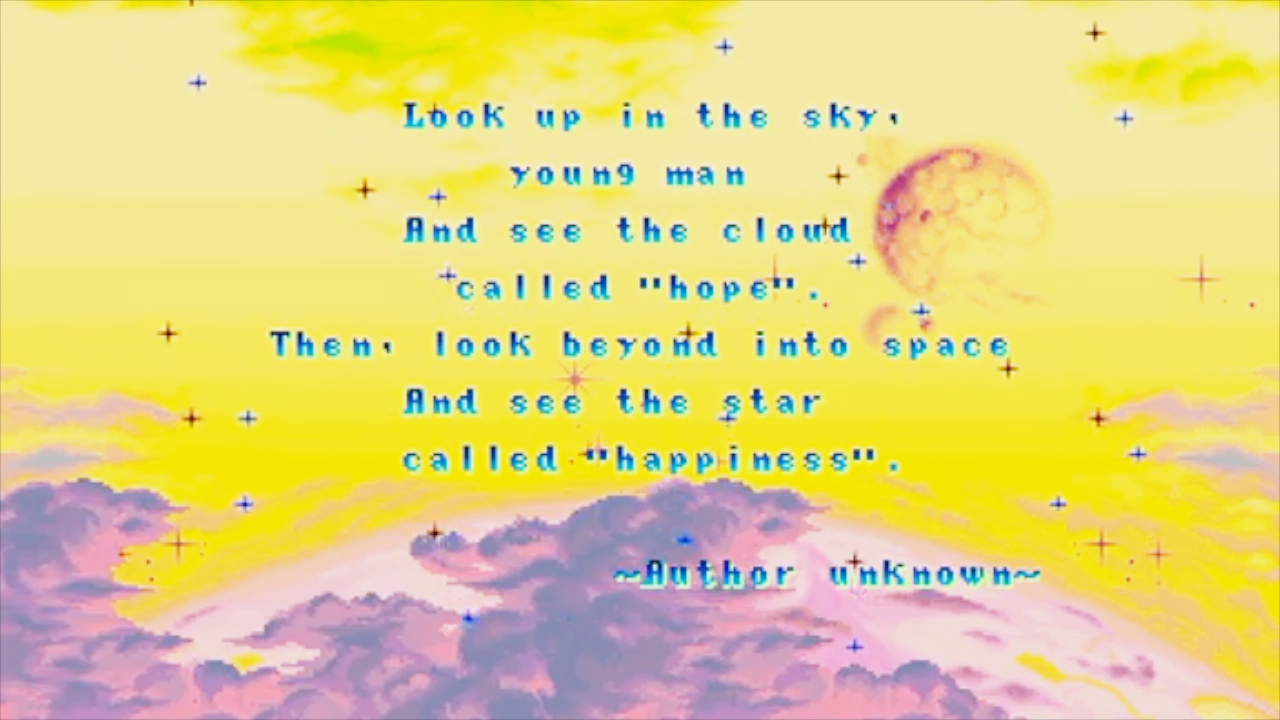 Look up in the sky,
young man
And see the cloud
called "hope".
Then, look beyond into space
And see the star
called "happiness".
~Author unknown~